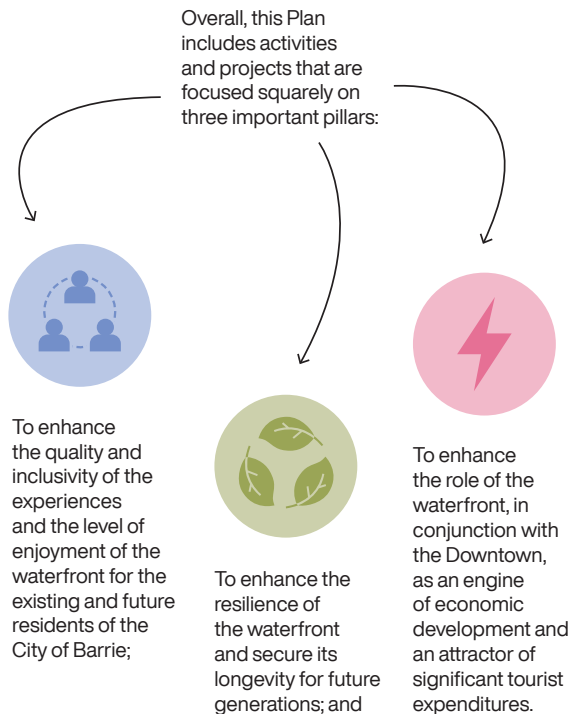 Overall, this Plan
includes activities
and projects that are
focused squarely on
three important pillars:
To enhance
the quality and
inclusivity of the
experiences
and the level of
enjoyment of the
waterfront for the
existing and future
residents of the
City of Barrie;
To enhance the
resilience of
the waterfront
and secure its
longevity for future
generations; and
To enhance
the role of the
waterfront, in
conjunction with
the Downtown,
as an engine
of economic
development and
an attractor of
significant tourist
expenditures.